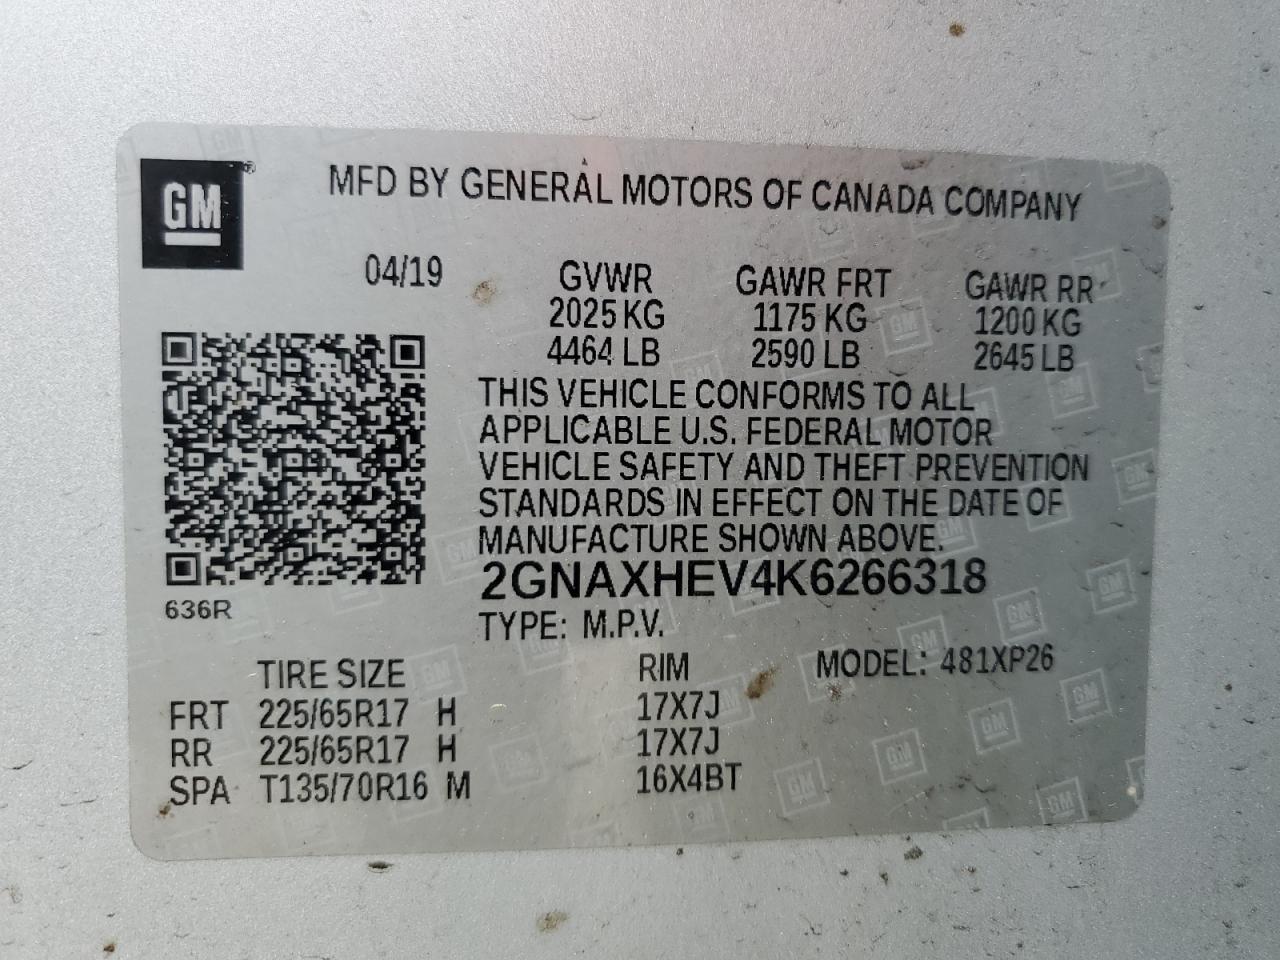 GM
MFD BY GENERAL MOTORS OF CANADA COMPANY
04/19
GVWR GAWR FRT GAWR RR
2025 KG 1175 KG 1200 KG
4464 LB 2590 LB 2645 LB
THIS VEHICLE CONFORMS TO ALL
APPLICABLE U.S. FEDERAL MOTOR
VEHICLE SAFETY AND THEFT PREVENTION
STANDARDS IN EFFECT ON THE DATE OF
MANUFACTURE SHOWN ABOVE.
2GNAXHEV4K6266318
636R
TYPE: M.P.V.
TIRE SIZE RIM MODEL: 481XP26
FRT 225/65R17 H 17X7J
RR 225/65R17 H 17X7J
SPA T135/70R16 M 16X4BT